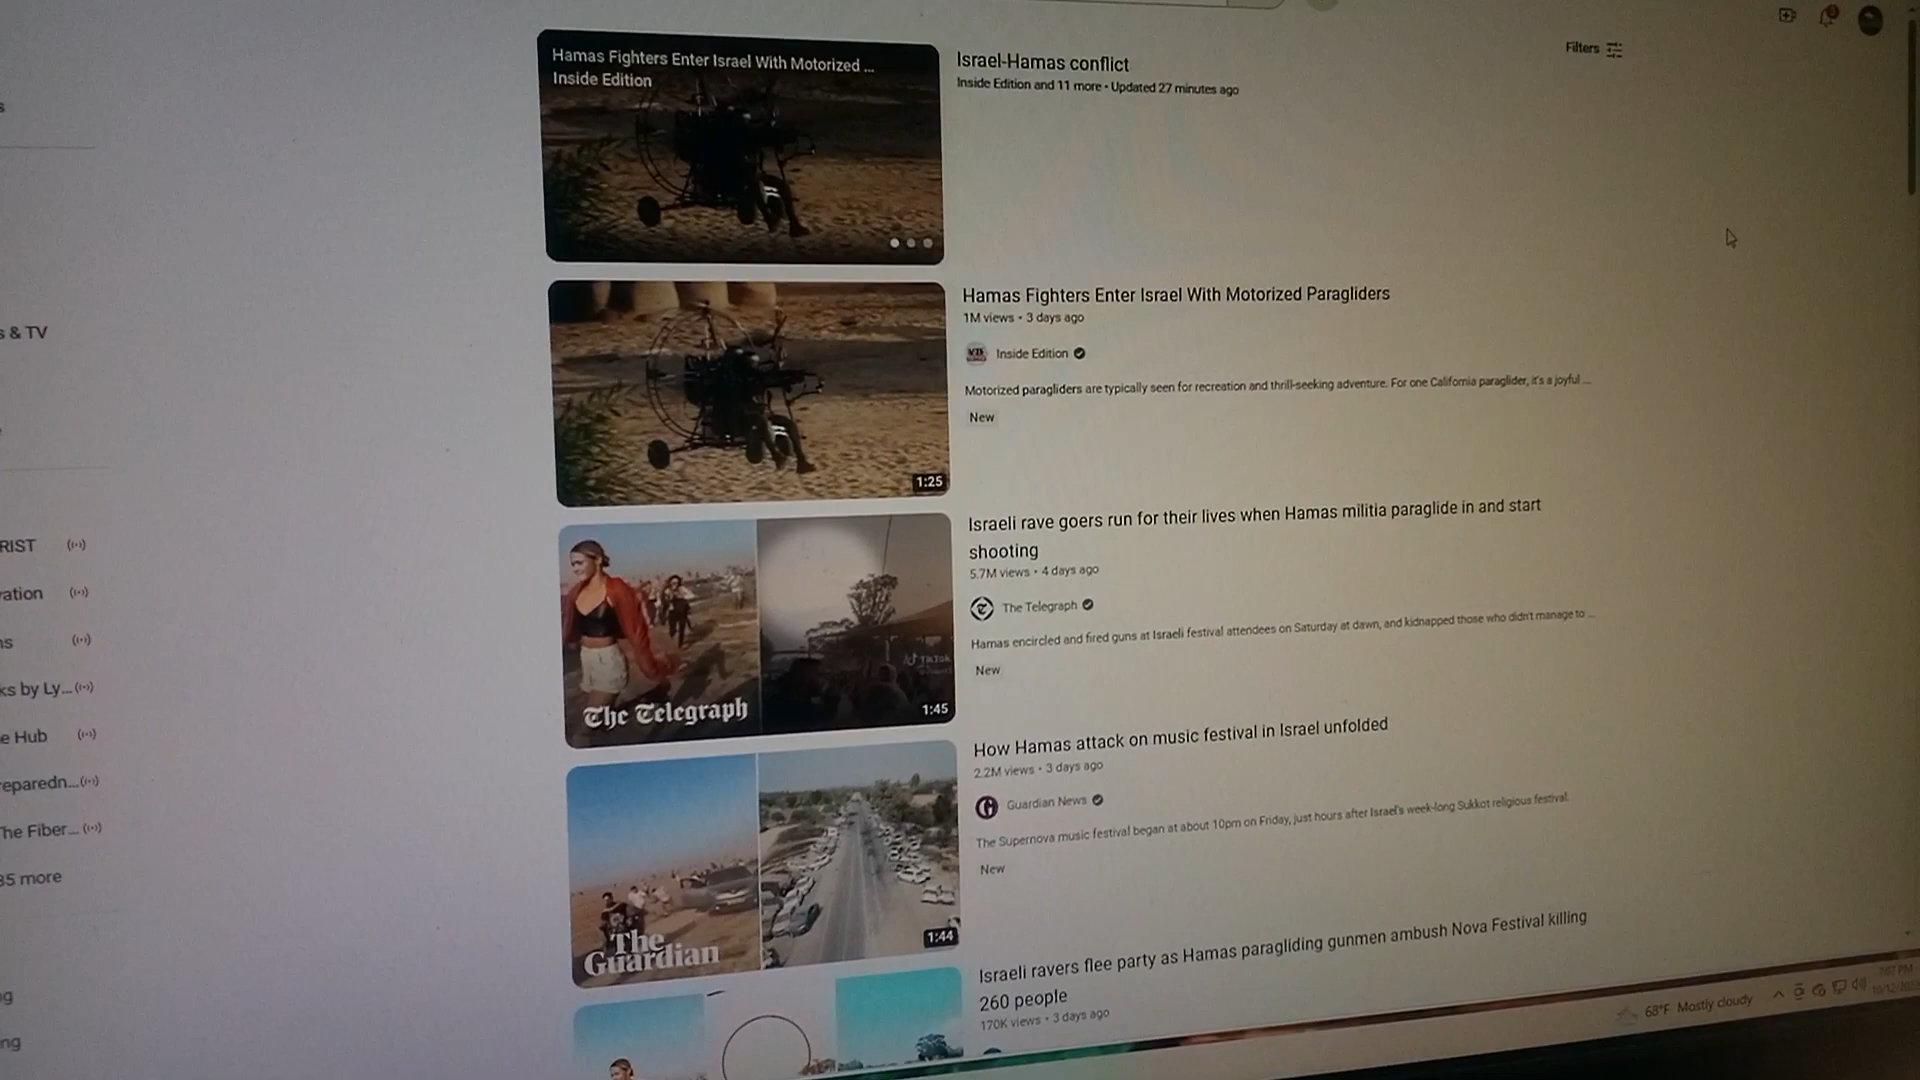 Hamas Fighters Enter Israel With Motorized ...
Inside Edition
Israel-Hamas conflict
Inside Edition and 11 more • Updated 27 minutes ago
Filters
Hamas Fighters Enter Israel With Motorized Paragliders
1M views • 3 days ago
Inside Edition
Motorized paragliders are typically seen for recreation and thrill-seeking adventure. For one California paraglider, it's a joyful ...
New
1:25
Israeli rave goers run for their lives when Hamas militia paraglide in and start
shooting
5.7M views • 4 days ago
The Telegraph
Hamas encircled and fired guns at Israeli festival attendees on Saturday at dawn, and kidnapped those who didn't manage to ...
New
TikTok
The Telegraph
1:45
How Hamas attack on music festival in Israel unfolded
2.2M views • 3 days ago
Guardian News
The Supernova music festival began at about 10pm on Friday, just hours after Israel's week-long Sukkot religious festival.
New
The
Guardian
1:44
Israeli ravers flee party as Hamas paragliding gunmen ambush Nova Festival killing
260 people
170K views • 3 days ago
s
s & TV
RIST
ration
ns
ks by Ly...
e Hub
reparedn...
The Fiber...
35 more
ng
ng
68°F Mostly cloudy
7:07 PM